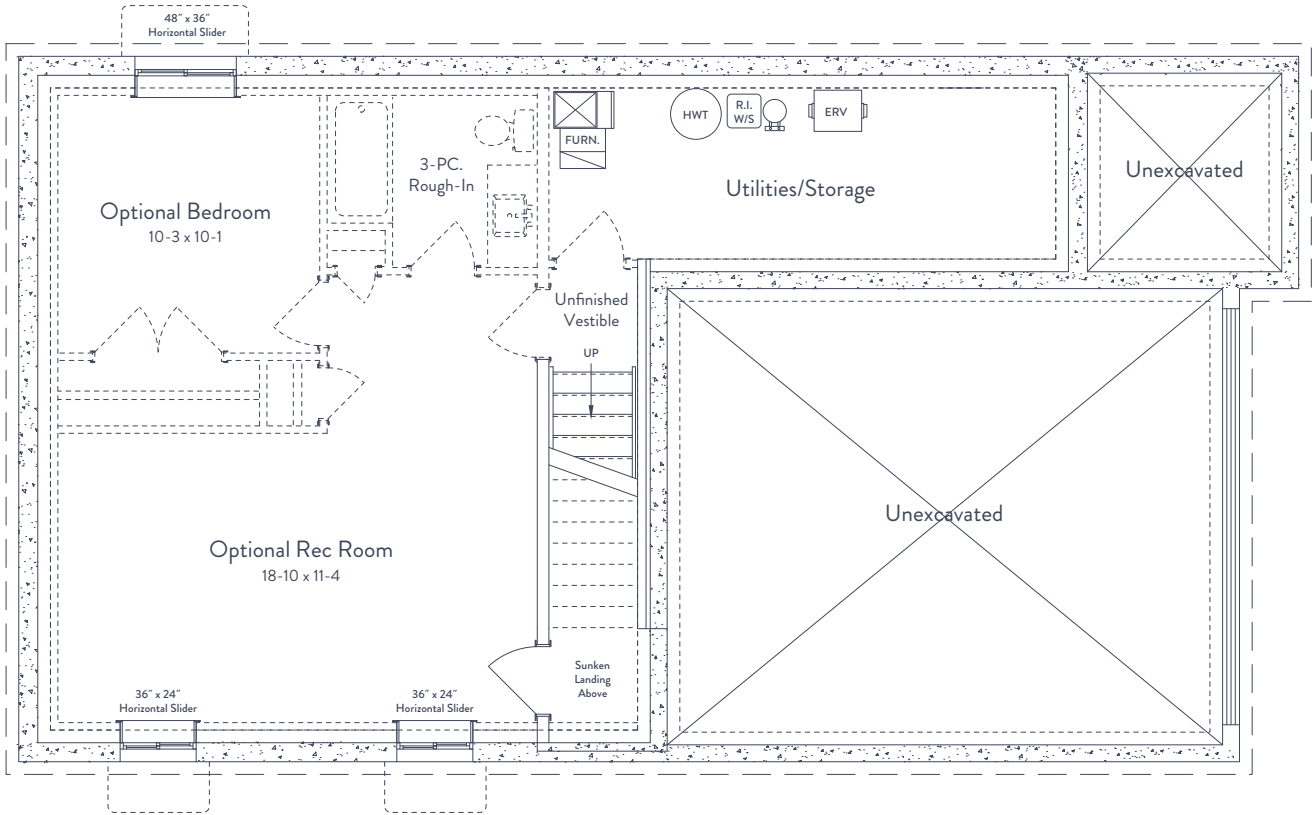 48" x 36"
Horizontal Slider
HWT
R.I.
W/S
ERV
FURN.
3-PC.
Rough-In
Utilities/Storage
Unexcavated
Optional Bedroom
10-3 x 10-1
Unfinished
Vestible
UP
Unexcavated
Optional Rec Room
18-10 x 11-4
Sunken
Landing
Above
36" x 24"
Horizontal Slider
36" x 24"
Horizontal Slider